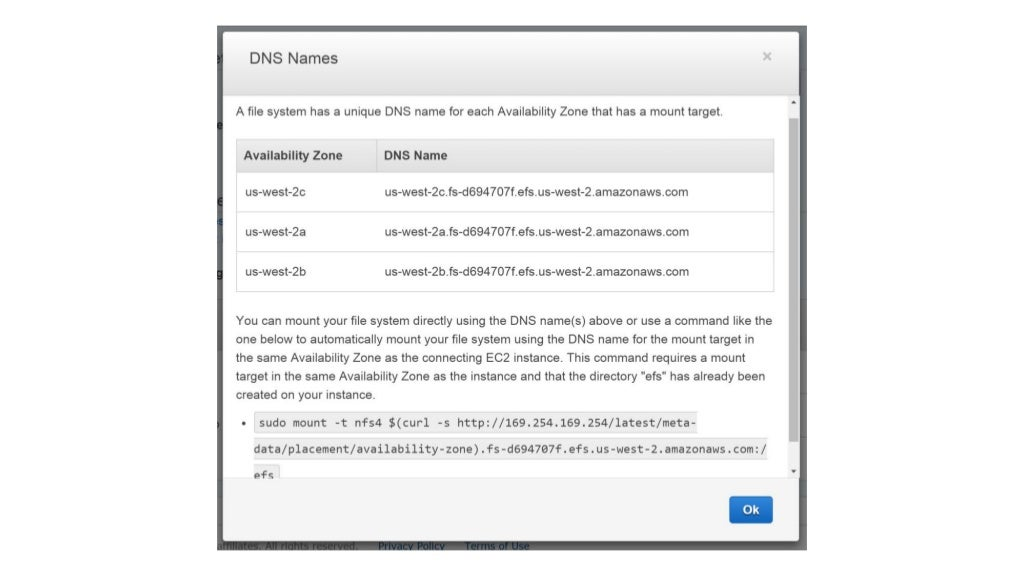 DNS Names
×
A file system has a unique DNS name for each Availability Zone that has a mount target.
Availability Zone DNS Name
us-west-2c us-west-2c.fs-d694707f.efs.us-west-2.amazonaws.com
us-west-2a us-west-2a.fs-d694707f.efs.us-west-2.amazonaws.com
us-west-2b us-west-2b.fs-d694707f.efs.us-west-2.amazonaws.com
You can mount your file system directly using the DNS name(s) above or use a command like the
one below to automatically mount your file system using the DNS name for the mount target in
the same Availability Zone as the connecting EC2 instance. This command requires a mount
target in the same Availability Zone as the instance and that the directory "efs" has already been
created on your instance.
• sudo mount -t nfs4 $(curl -s http://169.254.169.254/latest/meta-
data/placement/availability-zone).fs-d694707f.efs.us-west-2.amazonaws.com:/
efs
Ok
affiliates. All rights reserved. Privacy Policy Terms of Use